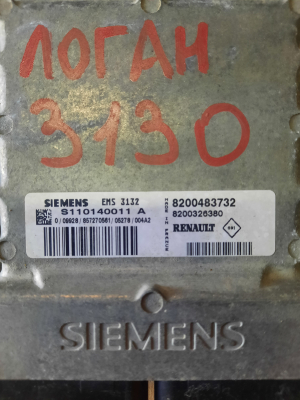 ЛОГАН
3130
SIEMENS EMS 3132
S110140011 A
8200483732
8200326380
RENAULT
SIEMENS